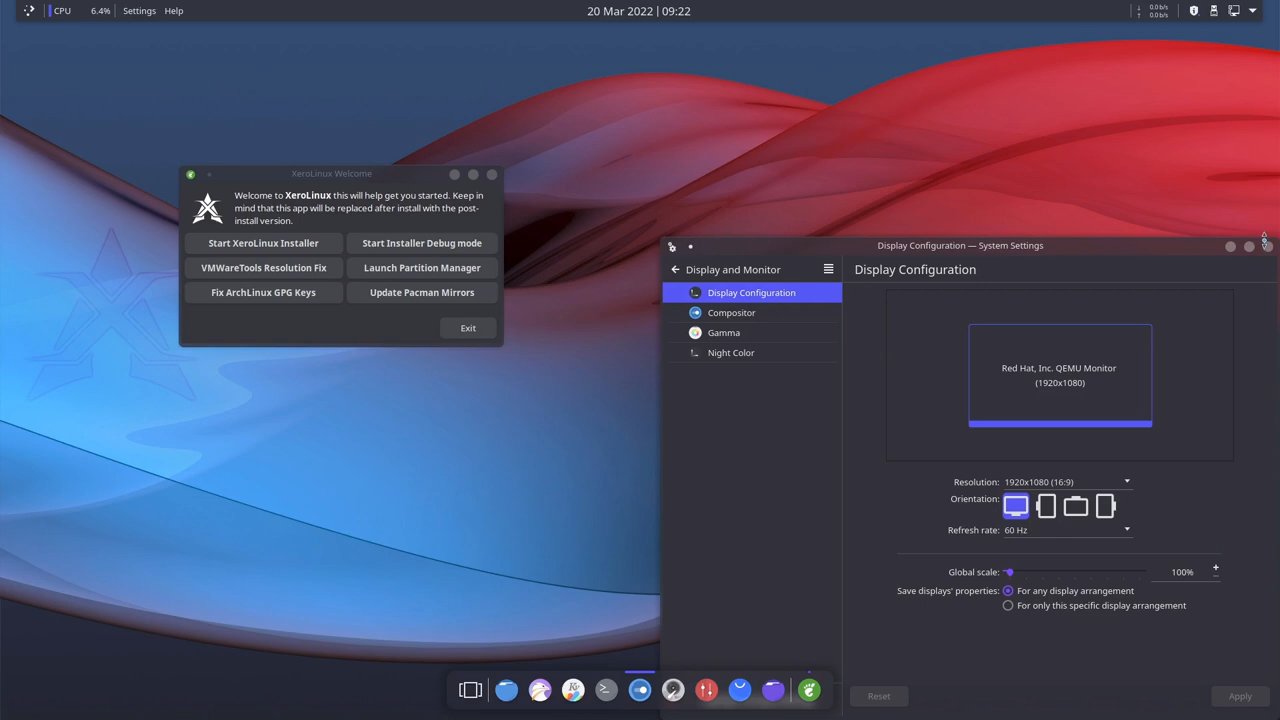 CPU 6.4% Settings Help
20 Mar 2022 | 09:22
↓ 0.0 b/s
↑ 0.0 b/s
XeroLinux Welcome
Welcome to XeroLinux this will help get you started. Keep in
mind that this app will be replaced after install with the post-
install version.
Start XeroLinux Installer
Start Installer Debug mode
VMWareTools Resolution Fix
Launch Partition Manager
Fix ArchLinux GPG Keys
Update Pacman Mirrors
Exit
Display Configuration — System Settings
Display and Monitor
Display Configuration
Compositor
Gamma
Night Color
Display Configuration
Red Hat, Inc. QEMU Monitor
(1920x1080)
Resolution: 1920x1080 (16:9)
Orientation:
Refresh rate: 60 Hz
Global scale: 100%
Save displays' properties: For any display arrangement
For only this specific display arrangement
Reset
Apply